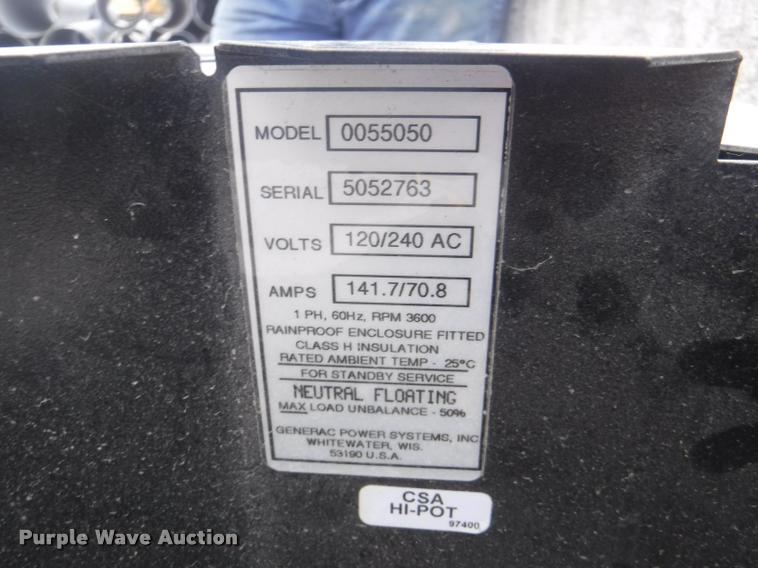 MODEL 0055050
SERIAL 5052763
VOLTS 120/240 AC
AMPS 141.7/70.8
1 PH, 60Hz, RPM 3600
RAINPROOF ENCLOSURE FITTED
CLASS H INSULATION
RATED AMBIENT TEMP - 25°C
FOR STANDBY SERVICE
NEUTRAL FLOATING
MAX LOAD UNBALANCE - 50%
GENERAC POWER SYSTEMS, INC
WHITEWATER, WIS.
53190 U.S.A.
CSA
HI-POT
97400
Purple Wave Auction